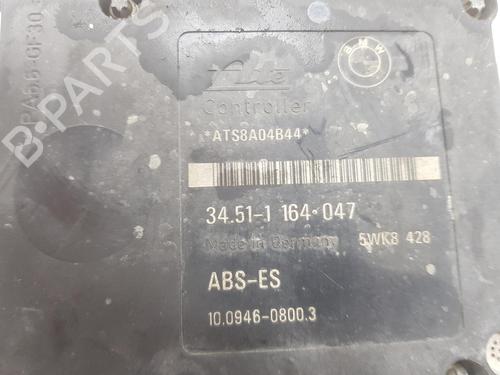 Ate
BMW
Controller
*ATS8A04B44*
34.51-1 164.047
Made in Germany 5WK8 428
ABS-ES
10.0946-0800.3
B-PARTS